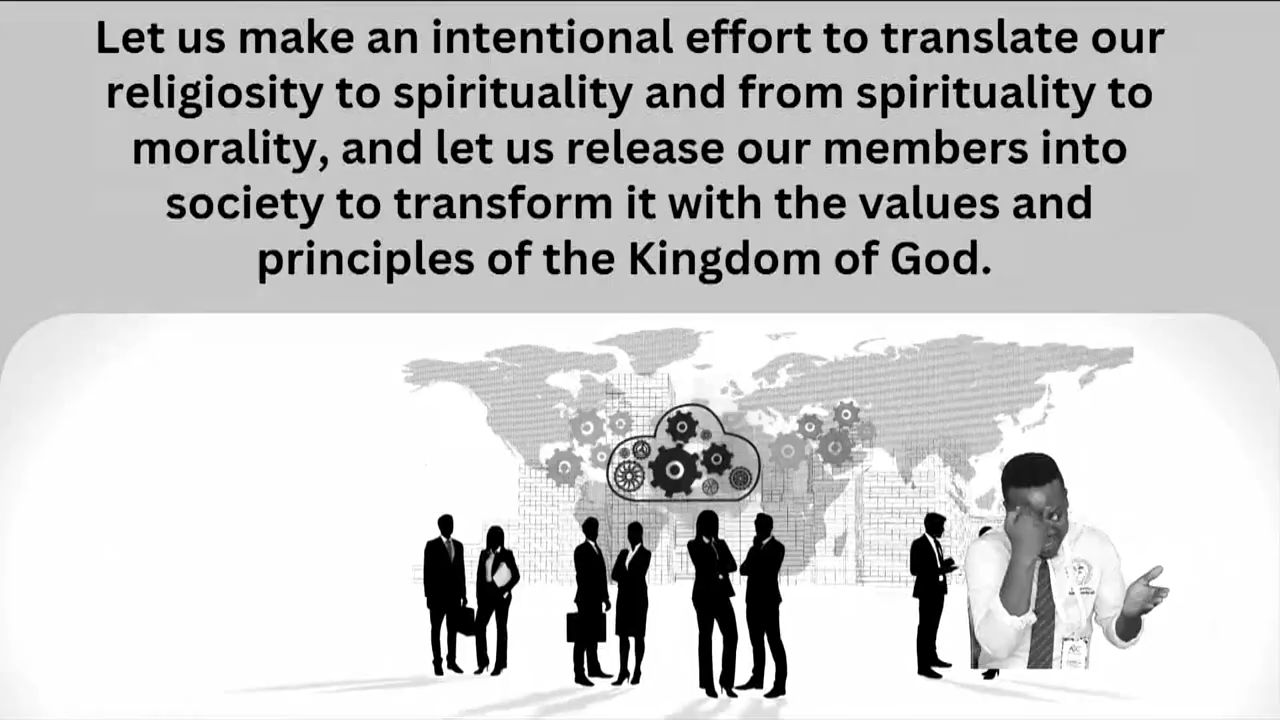 Let us make an intentional effort to translate our
religiosity to spirituality and from spirituality to
morality, and let us release our members into
society to transform it with the values and
principles of the Kingdom of God.